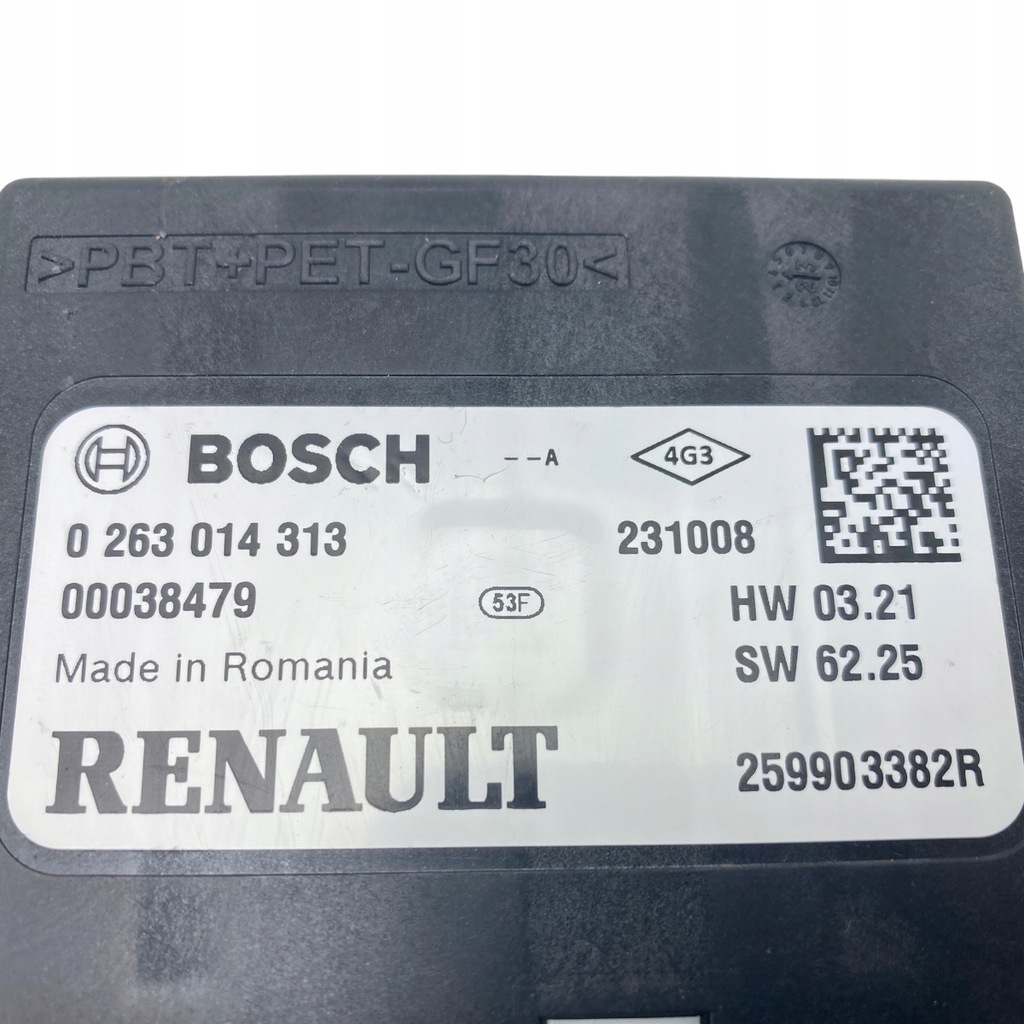 >PBT+PET-GF30<
BOSCH --A 4G3
0 263 014 313 231008
00038479 53F HW 03.21
Made in Romania SW 62.25
RENAULT 259903382R